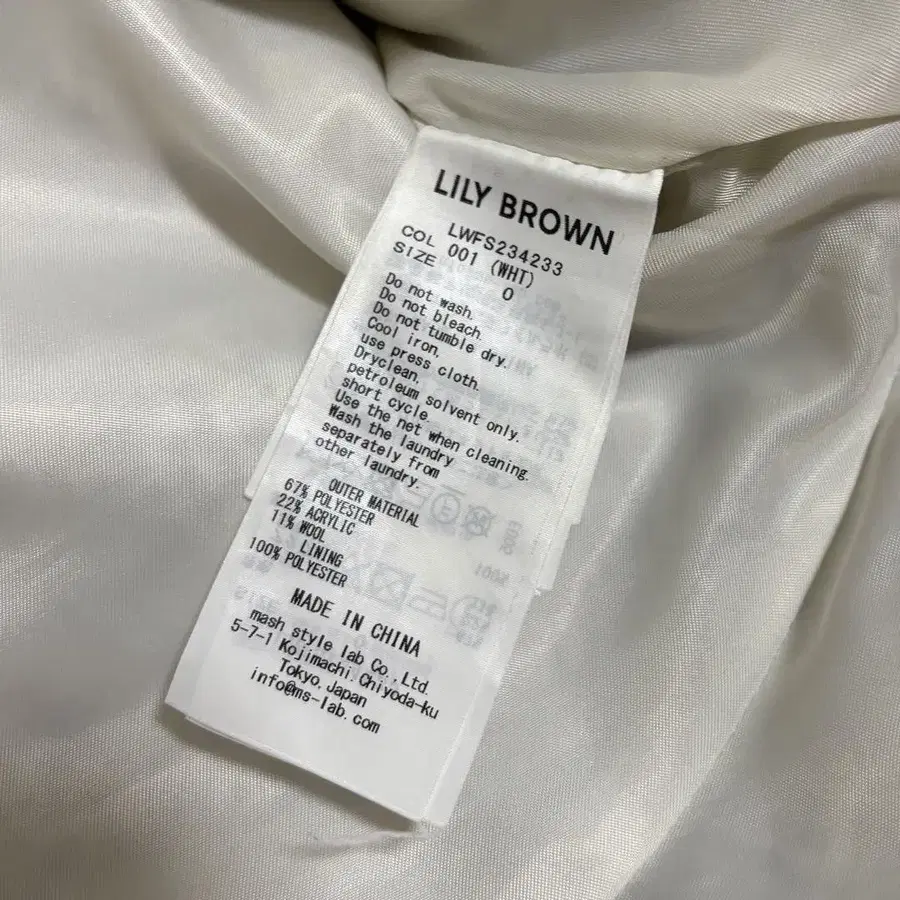 LILY BROWN
LWFS234233
COL 001 (WHT)
SIZE 0
Do not wash.
Do not bleach.
Do not tumble dry.
Cool iron,
use press cloth.
Dryclean,
petroleum solvent only.
short cycle.
Use the net when cleaning.
Wash the laundry
separately from
other laundry.
OUTER MATERIAL
67% POLYESTER
22% ACRYLIC
11% WOOL
LINING
100% POLYESTER
MADE IN CHINA
mash style lab Co.,Ltd.
5-7-1 Kojimachi,Chiyoda-ku
Tokyo,Japan
info@ms-lab.com